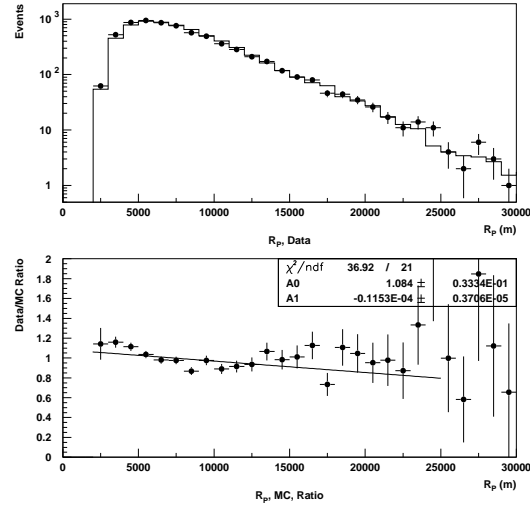 Events
10³
10²
10
1
0 5000 10000 15000 20000 25000 30000
R_P, Data
R_P (m)
Data/MC Ratio
2
1.8
1.6
1.4
1.2
1
0.8
0.6
0.4
0.2
0
χ²/ndf 36.92 / 21
A0 1.084 ± 0.3334E-01
A1 -0.1153E-04 ± 0.3706E-05
0 5000 10000 15000 20000 25000 30000
R_P, MC, Ratio
R_P (m)